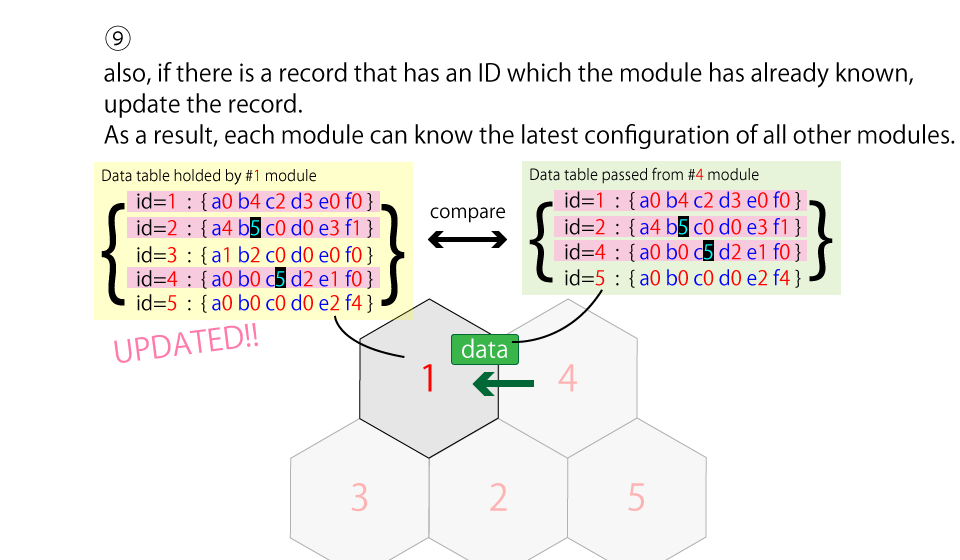 ⑨
also, if there is a record that has an ID which the module has already known,
update the record.
As a result, each module can know the latest configuration of all other modules.
Data table holded by #1 module
id=1 : { a0 b4 c2 d3 e0 f0 }
id=2 : { a4 b5 c0 d0 e3 f1 }
id=3 : { a1 b2 c0 d0 e0 f0 }
id=4 : { a0 b0 c5 d2 e1 f0 }
id=5 : { a0 b0 c0 d0 e2 f4 }
compare
Data table passed from #4 module
id=1 : { a0 b4 c2 d3 e0 f0 }
id=2 : { a4 b5 c0 d0 e3 f1 }
id=4 : { a0 b0 c5 d2 e1 f0 }
id=5 : { a0 b0 c0 d0 e2 f4 }
UPDATED!!
data
1
4
3
2
5